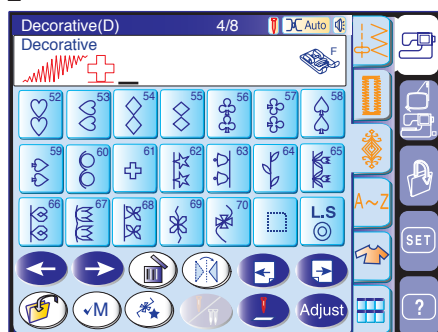 Decorative(D) 4/8 Auto
Decorative
F
52 53 54 55 56 57 58
59 60 61 62 63 64 65
66 67 68 69 70 L.S
A~Z
SET
✓M Adjust ?